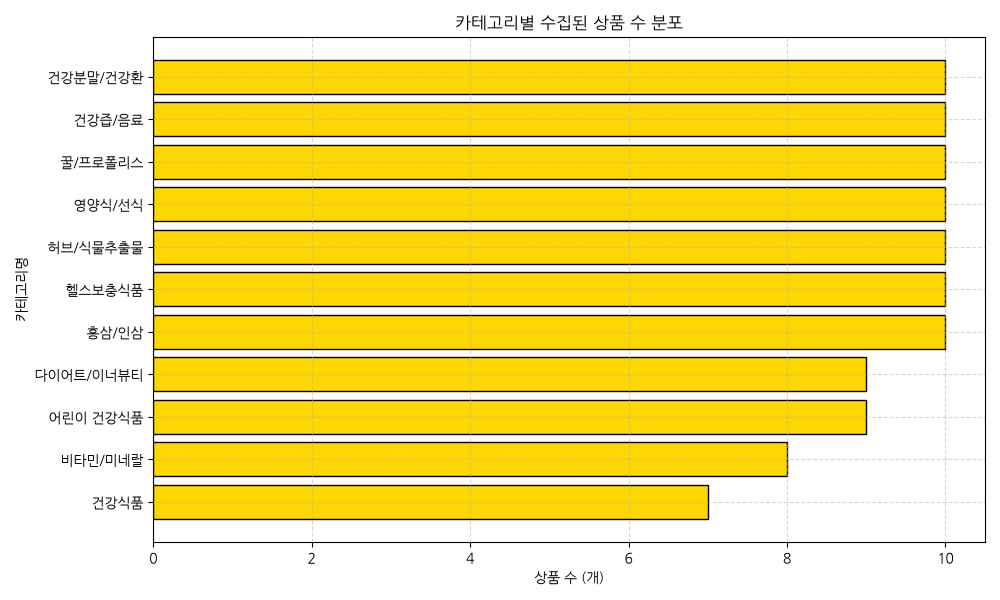 카테고리별 수집된 상품 수 분포
카테고리명
건강분말/건강환
건강즙/음료
꿀/프로폴리스
영양식/선식
허브/식물추출물
헬스보충식품
홍삼/인삼
다이어트/이너뷰티
어린이 건강식품
비타민/미네랄
건강식품
0 2 4 6 8 10
상품 수 (개)